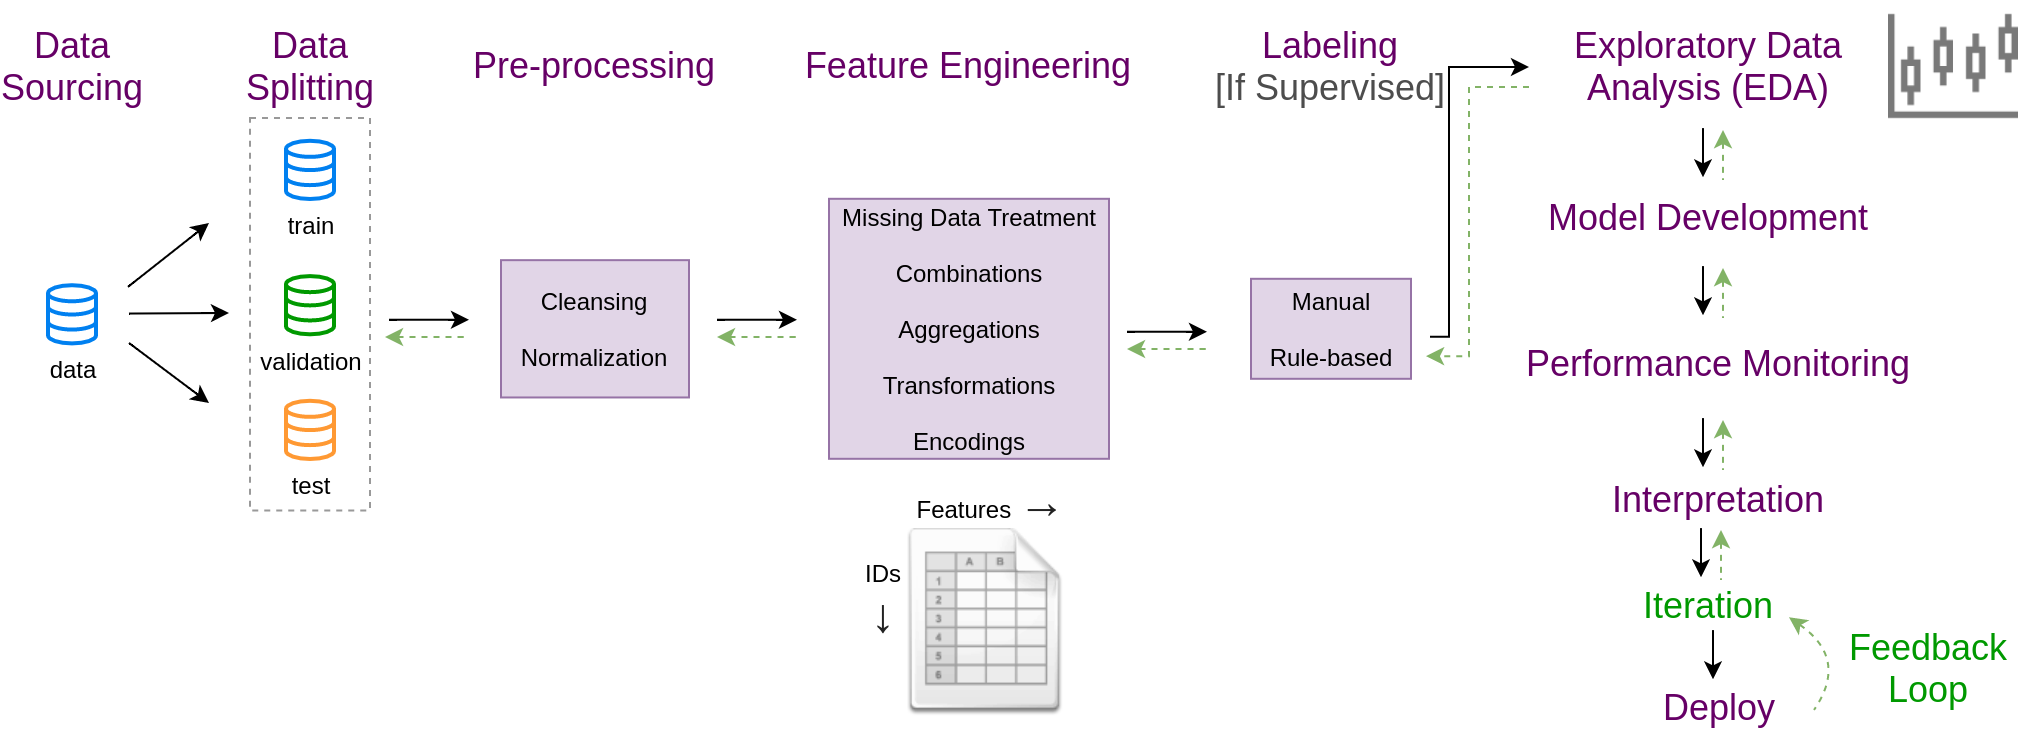 Data
Sourcing
Data
Splitting
Pre-processing
Feature Engineering
Labeling
[If Supervised]
Exploratory Data
Analysis (EDA)
data
train
validation
test
Cleansing
Normalization
Missing Data Treatment
Combinations
Aggregations
Transformations
Encodings
Features →
IDs
↓
A B
1
2
3
4
5
6
Manual
Rule-based
Model Development
Performance Monitoring
Interpretation
Iteration
Feedback
Loop
Deploy